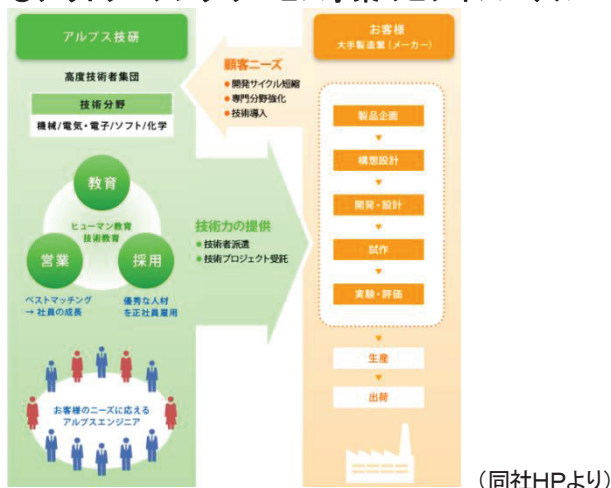 アルプス技研
高度技術者集団
技術分野
機械/電気・電子/ソフト/化学
教育
ヒューマン教育
技術教育
営業
採用
ベストマッチング
→ 社員の成長
優秀な人材
を正社員雇用
お客様のニーズに応える
アルプスエンジニア
顧客ニーズ
●開発サイクル短縮
●専門分野強化
●技術導入
技術力の提供
●技術者派遣
●技術プロジェクト受託
お客様
大手製造業(メーカー)
製品企画
構想設計
開発・設計
試作
実験・評価
生産
出荷
(同社HPより)